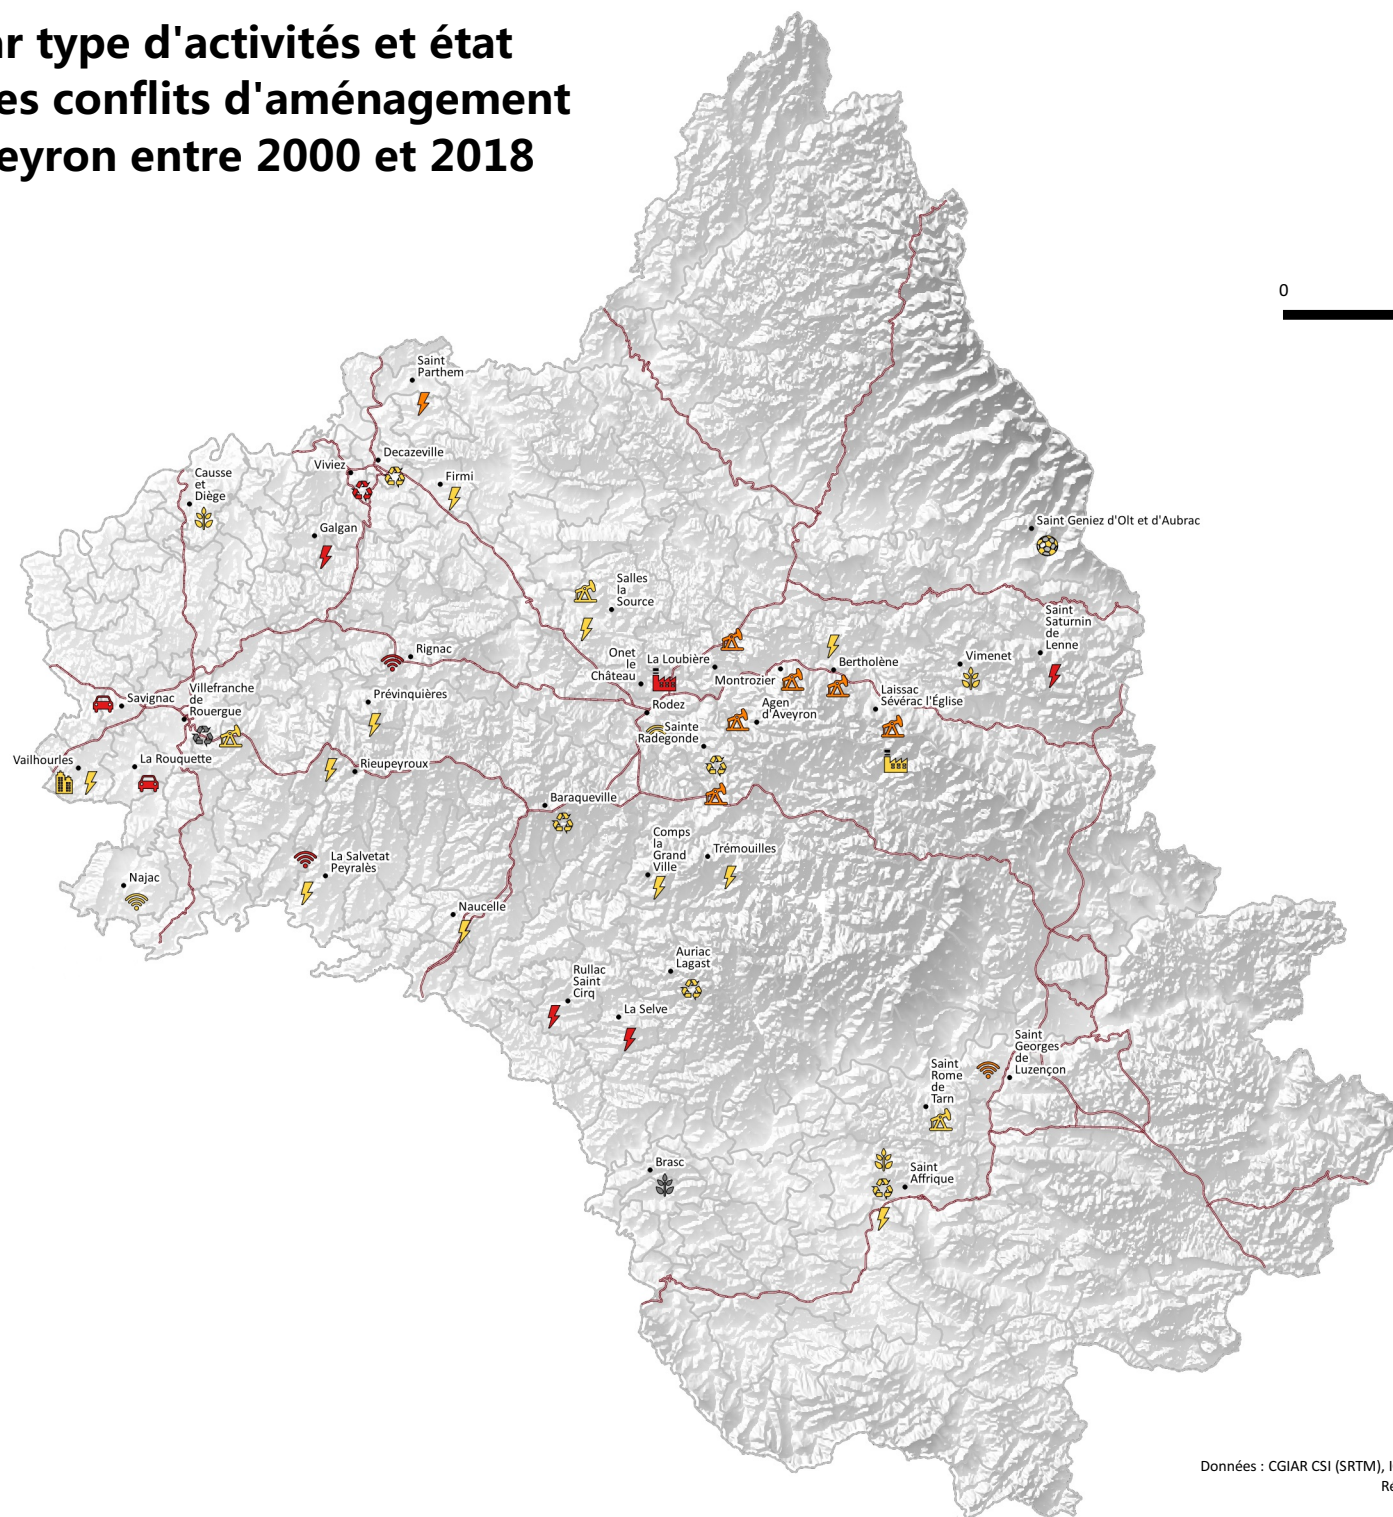 ar type d'activités et état
es conflits d'aménagement
eyron entre 2000 et 2018
0
Saint
Parthem
Decazeville
Viviez
Firmi
Causse
et
Diège
Galgan
Saint Geniez d'Olt et d'Aubrac
Salles
la
Source
Saint
Saturnin
de
Lenne
Rignac
Onet
le
Château
La Loubière
Montrozier
Bertholène
Vimenet
Savignac
Villefranche
de
Rouergue
Prévinquières
Rodez
Agen
d'Aveyron
Laissac
Sévérac l'Église
Sainte
Radegonde
Vailhourles
La Rouquette
Rieupeyroux
Baraqueville
Comps
la
Grand
Ville
Trémouilles
La Salvetat
Peyralès
Najac
Naucelle
Auriac
Lagast
Rullac
Saint
Cirq
La Selve
Saint
Georges
de
Luzençon
Saint
Rome
de
Tarn
Brasc
Saint
Affrique
Données : CGIAR CSI (SRTM), I
Ré